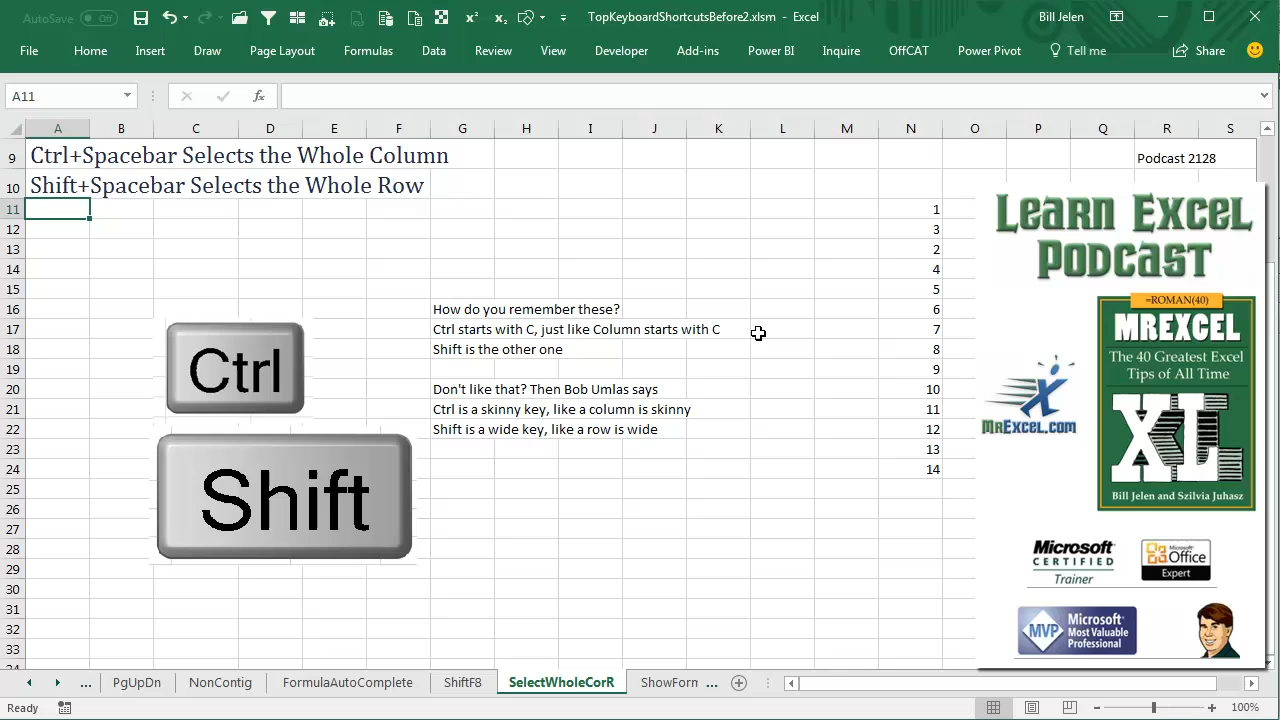 AutoSave Off TopKeyboardShortcutsBefore2.xlsm - Excel Bill Jelen
File Home Insert Draw Page Layout Formulas Data Review View Developer Add-ins Power BI Inquire OffCAT Power Pivot Tell me Share
A11 fx
A B C D E F G H I J K L M N O P Q R S
9 Ctrl+Spacebar Selects the Whole Column Podcast 2128
10 Shift+Spacebar Selects the Whole Row
11 1
12 3
13 2
14 4
15 5
16 How do you remember these? 6
17 Ctrl starts with C, just like Column starts with C 7
18 Shift is the other one 8
19 9
20 Don't like that? Then Bob Umlas says 10
21 Ctrl is a skinny key, like a column is skinny 11
22 Shift is a wide key, like a row is wide 12
23 13
24 14
25
26
27
28
29
30
31
32
33
Ctrl
Shift
Learn Excel
Podcast
=ROMAN(40)
MREXCEL
The 40 Greatest Excel
Tips of All Time
XL
Bill Jelen and Szilvia Juhasz
MrExcel.com
Microsoft
CERTIFIED
Trainer
Microsoft
Office
Expert
MVP
Microsoft
Most Valuable
Professional
... PgUpDn NonContig FormulaAutoComplete ShiftF8 SelectWholeCorR ShowForm ...
Ready 100%